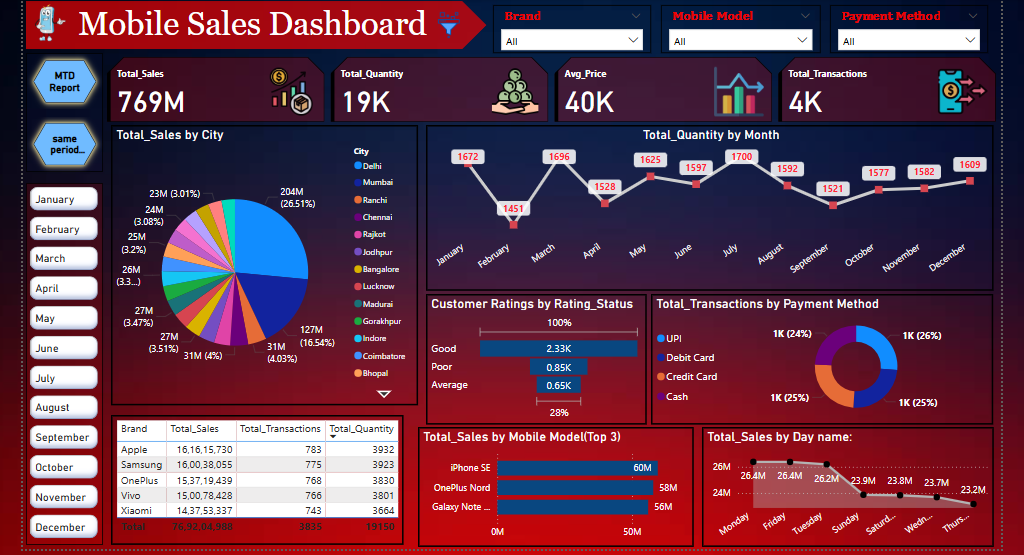 Mobile Sales Dashboard
Brand
All
Mobile Model
All
Payment Method
All
MTD
Report
same
period...
January
February
March
April
May
June
July
August
September
October
November
December
Total_Sales
769M
Total_Quantity
19K
Avg_Price
40K
Total_Transactions
4K
Total_Sales by City
204M
(26.51%)
127M
(16.54%)
31M
(4.03%)
31M (4%)
27M
(3.51%)
27M
(3.47%)
26M
(3.3...)
25M
(3.2%)
24M
(3.08%)
23M (3.01%)
City
Delhi
Mumbai
Ranchi
Chennai
Rajkot
Jodhpur
Bangalore
Lucknow
Madurai
Gorakhpur
Indore
Coimbatore
Bhopal
Total_Quantity by Month
1672
1451
1696
1528
1625
1597
1700
1592
1521
1577
1582
1609
January
February
March
April
May
June
July
August
September
October
November
December
Customer Ratings by Rating_Status
100%
Good 2.33K
Poor 0.85K
Average 0.65K
28%
Total_Transactions by Payment Method
UPI
Debit Card
Credit Card
Cash
1K (24%)
1K (26%)
1K (25%)
1K (25%)
Brand Total_Sales Total_Transactions Total_Quantity
Apple 16,16,15,730 783 3932
Samsung 16,00,38,055 775 3923
OnePlus 15,37,19,439 768 3830
Vivo 15,00,78,428 766 3801
Xiaomi 14,37,53,337 743 3664
Total 76,92,04,988 3835 19150
Total_Sales by Mobile Model(Top 3)
iPhone SE 60M
OnePlus Nord 58M
Galaxy Note ... 56M
0M 50M
Total_Sales by Day name:
26M
24M
26.4M
26.4M
26.2M
23.9M
23.8M
23.7M
23.2M
Monday
Friday
Tuesday
Sunday
Saturd...
Wedn...
Thurs...